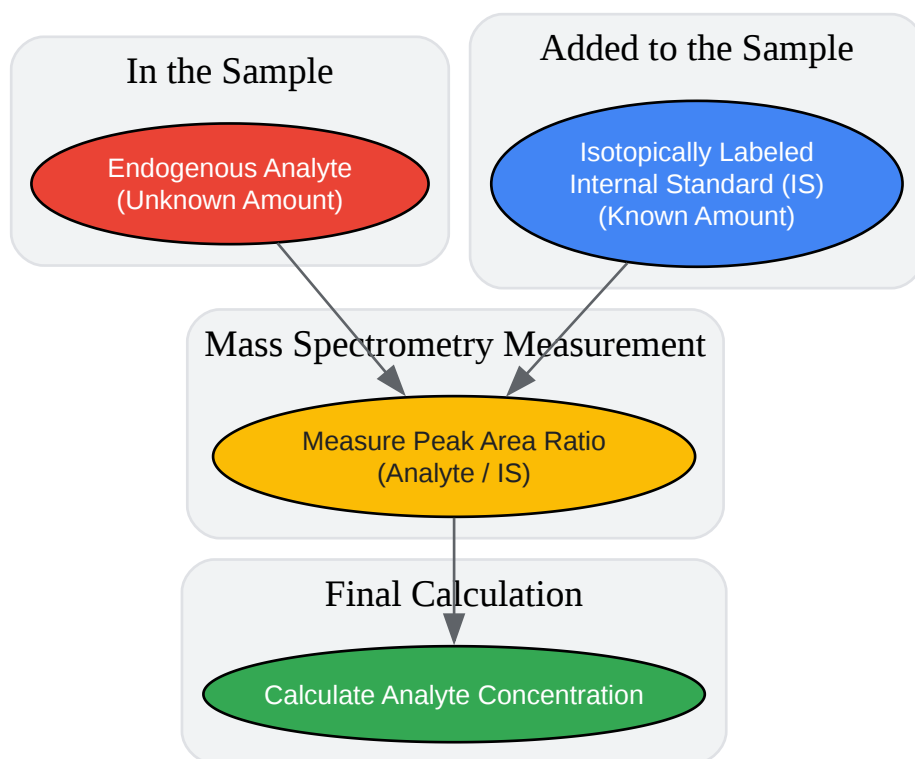 In the Sample
Endogenous Analyte
(Unknown Amount)
Added to the Sample
Isotopically Labeled
Internal Standard (IS)
(Known Amount)
Mass Spectrometry Measurement
Measure Peak Area Ratio
(Analyte / IS)
Final Calculation
Calculate Analyte Concentration